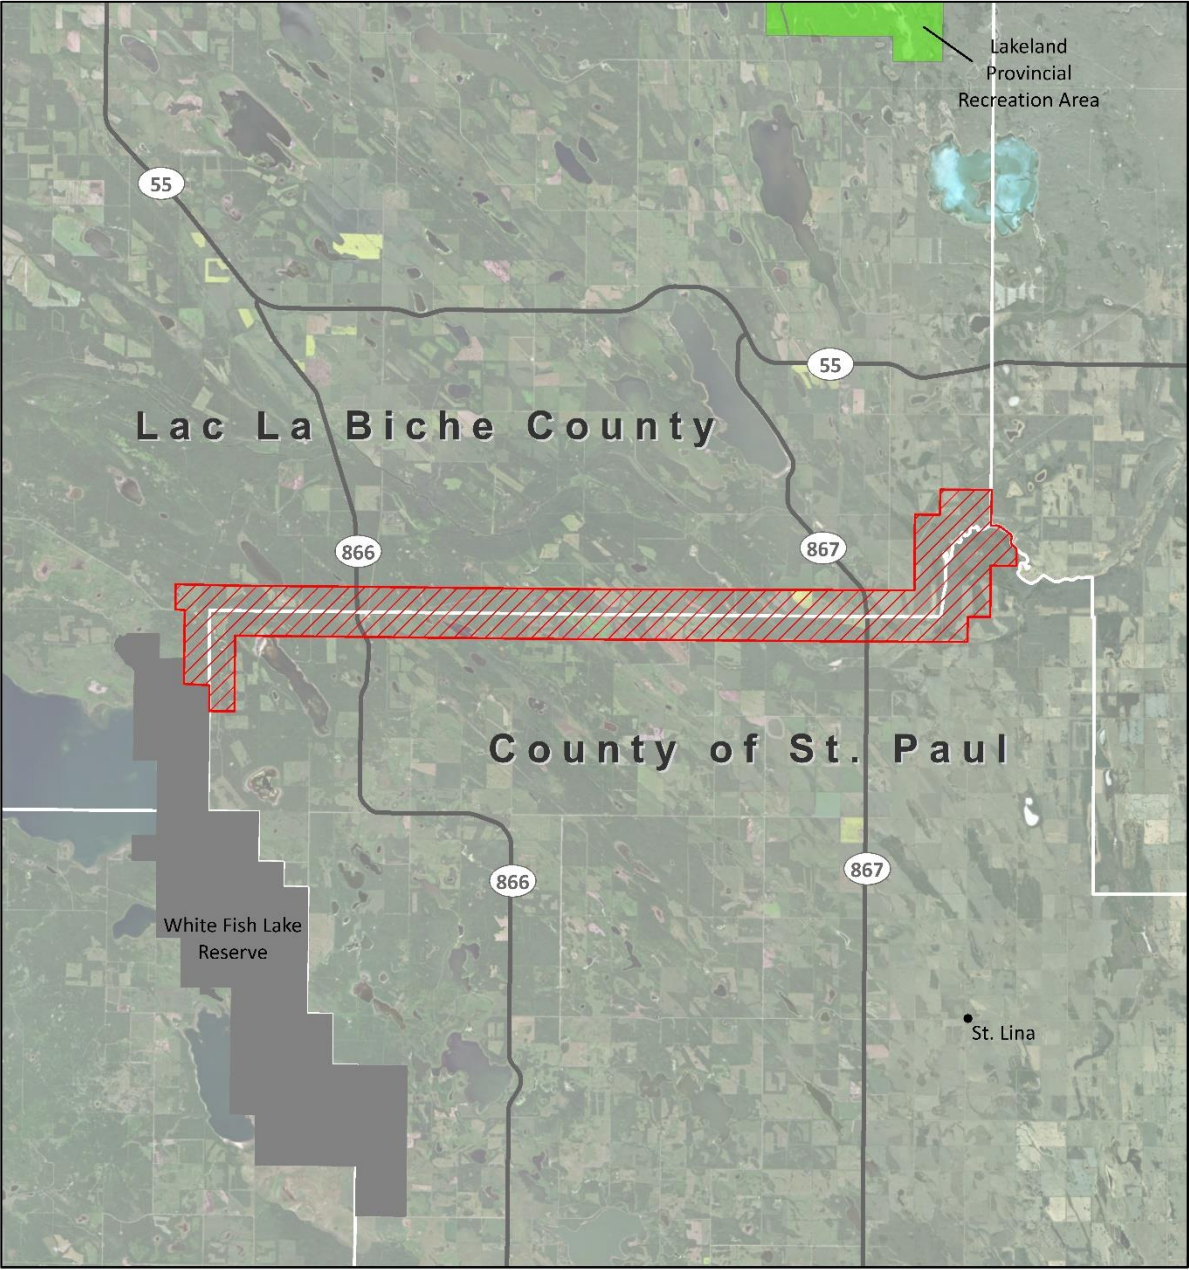 Lakeland
Provincial
Recreation Area
55
55
Lac La Biche County
866
867
County of St. Paul
866
867
White Fish Lake
Reserve
St. Lina